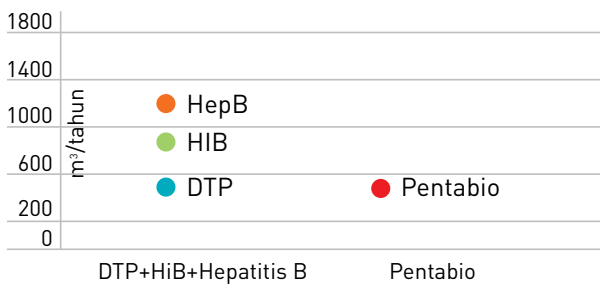 1800
1400
1000
600
200
0
m³/tahun
HepB
HIB
DTP
Pentabio
DTP+HiB+Hepatitis B
Pentabio